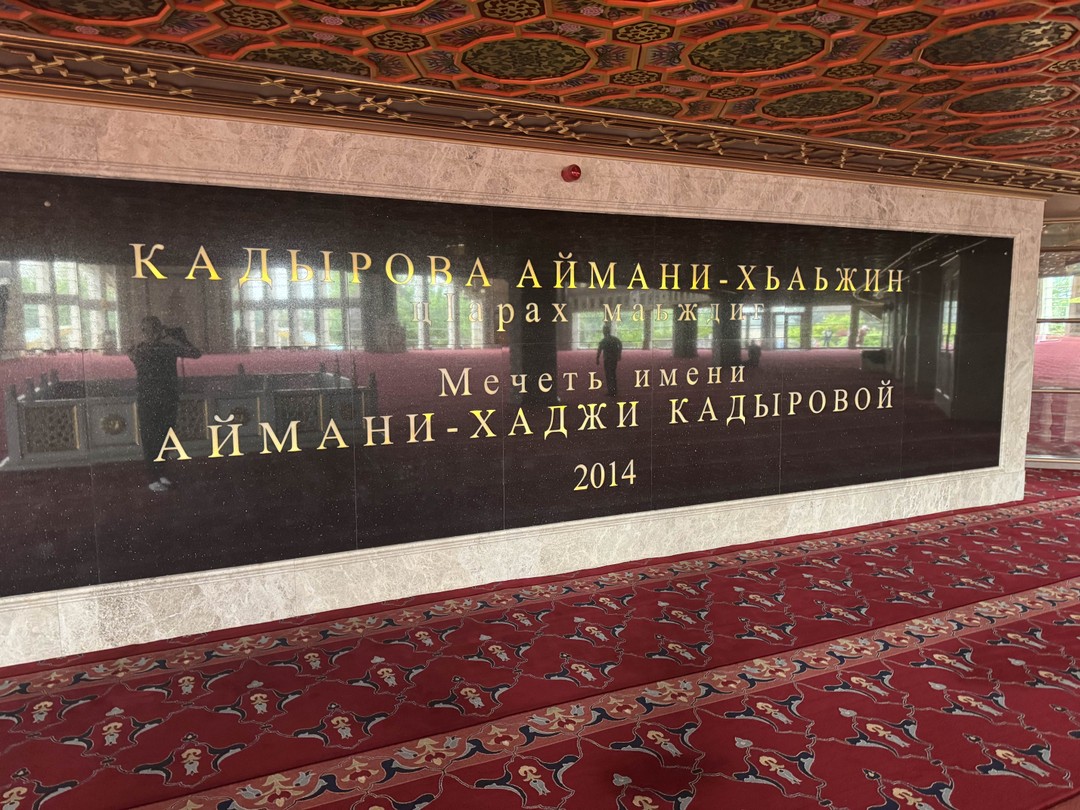 КАДЫРОВА АЙМАНИ-ХЬАЬЖИН
цӀарах маьждиг
Мечеть имени
АЙМАНИ-ХАДЖИ КАДЫРОВОЙ
2014